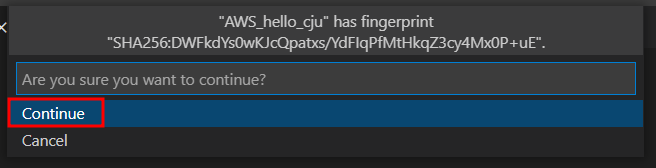 "AWS_hello_cju" has fingerprint
"SHA256:DWFkdYs0wKJcQpatxs/YdFIqPfMtHkqZ3cy4Mx0P+uE".
Are you sure you want to continue?
Continue
Cancel